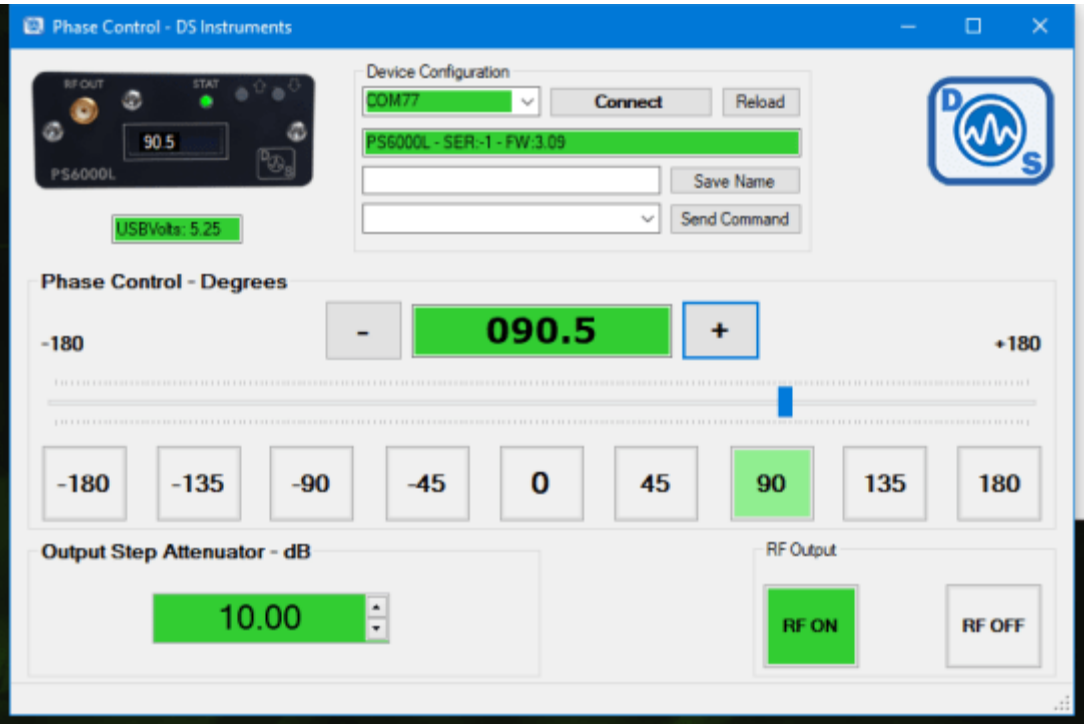 Phase Control - DS Instruments
RF OUT
STAT
90.5
PS6000L
D S
USBVolts: 5.25
Device Configuration
COM77
Connect
Reload
PS6000L - SER:-1 - FW:3.09
Save Name
Send Command
D S
Phase Control - Degrees
-180
-
090.5
+
+180
-180 -135 -90 -45 0 45 90 135 180
Output Step Attenuator - dB
10.00
RF Output
RF ON
RF OFF